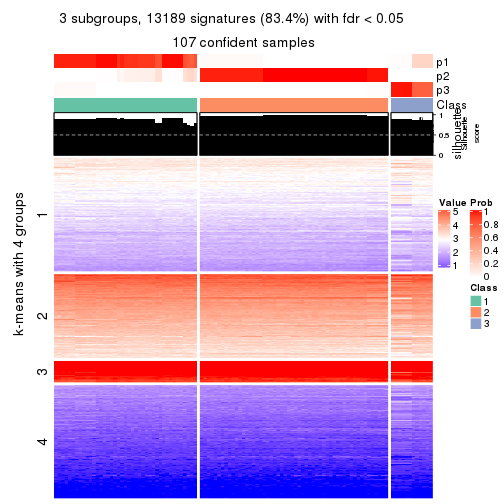 3 subgroups, 13189 signatures (83.4%) with fdr < 0.05
107 confident samples
p1
p2
p3
Class
silhouette
Silhouette
score
1
0.5
0
k-means with 4 groups
1
2
3
4
Value
5
4
3
2
1
Prob
1
0.8
0.6
0.4
0.2
0
Class
1
2
3